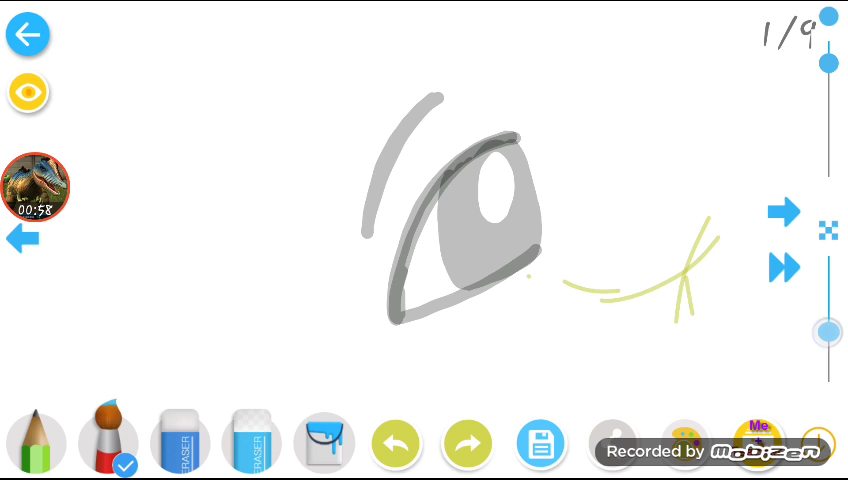 1/9
00:58
ERASER
ERASER
Me
+
Recorded by mobizen